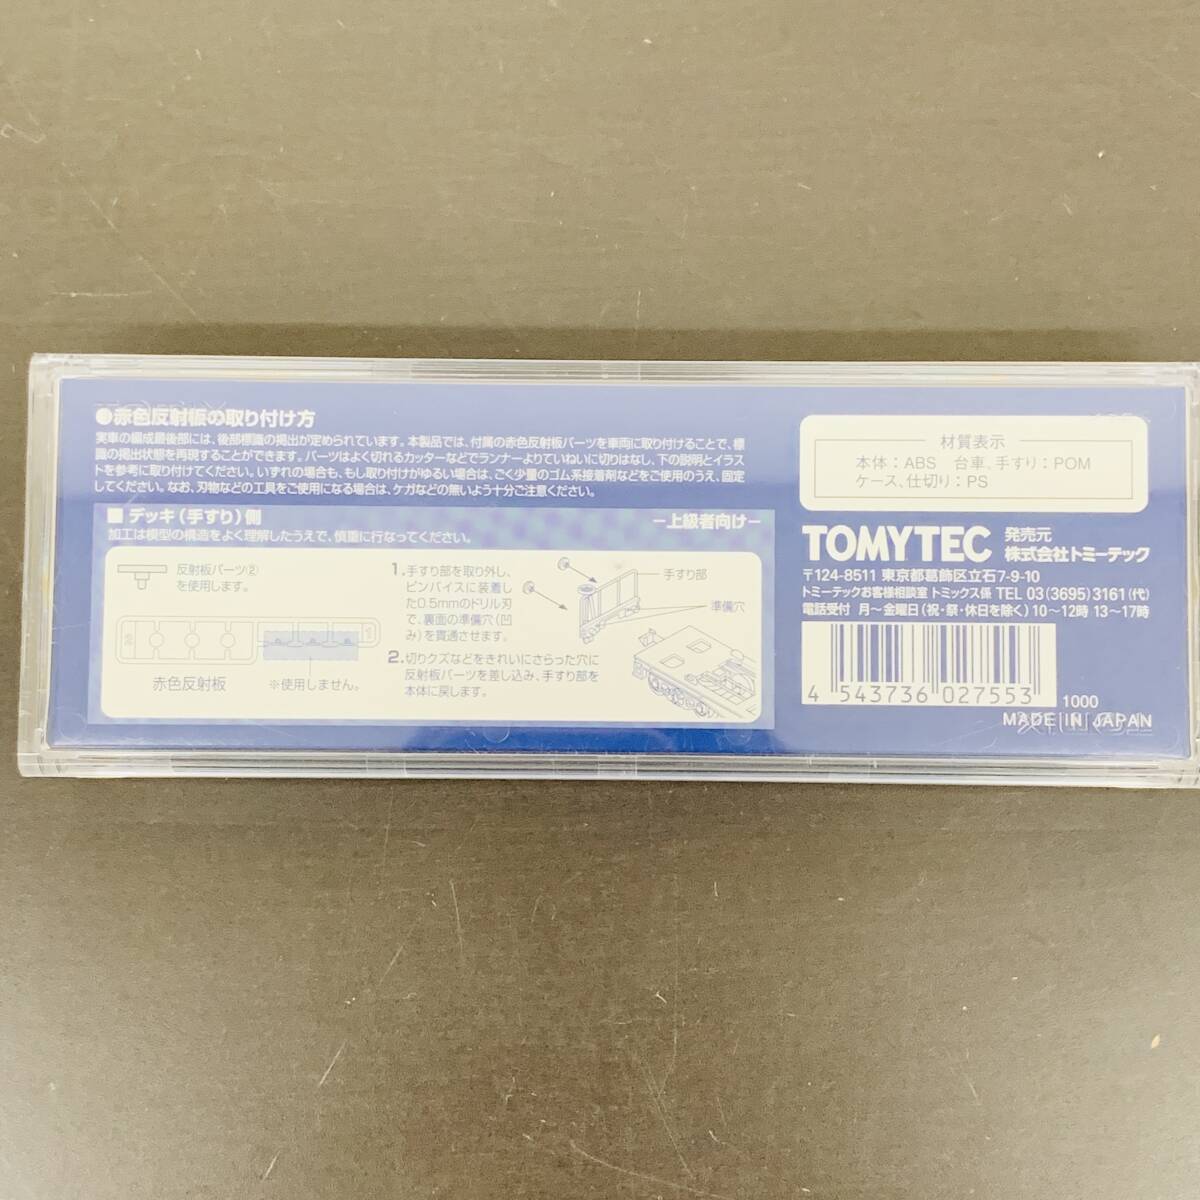 ❸赤色反射板の取り付け方
実車の編成最後部には、後部標識の掲出が定められています。本製品では、付属の赤色反射板パーツを車両に取り付けることで、標
識の掲出状態を再現することができます。パーツはよく切れるカッターなどでランナーよりていねいに切りはなし、下の説明とイラス
トを参考に取り付けてください。いずれの場合も、もし取り付けがゆるい場合は、ごく少量のゴム系接着剤などをご使用のうえ、固定
してください。なお、刃物などの工具をご使用になる場合は、ケガなどの無いよう十分ご注意ください。
■ デッキ(手すり)側
−上級者向け−
加工は模型の構造をよく理解したうえで、慎重に行なってください。
反射板パーツ②
を使用します。
赤色反射板
※使用しません。
1. 手すり部を取り外し、
ピンバイスに装着し
た0.5mmのドリル刃
で、裏面の準備穴(凹
み)を貫通させます。
2. 切りクズなどをきれいにさらった穴に
反射板パーツを差し込み、手すり部を
本体に戻します。
手すり部
準備穴
材質表示
本体:ABS 台車、手すり:POM
ケース、仕切り:PS
TOMYTEC
発売元
株式会社トミーテック
〒124-8511 東京都葛飾区立石7-9-10
トミーテックお客様相談室 トミックス係 TEL 03(3695)3161(代)
電話受付 月〜金曜日(祝・祭・休日を除く)10〜12時 13〜17時
4 543736 027553
1000
MADE IN JAPAN